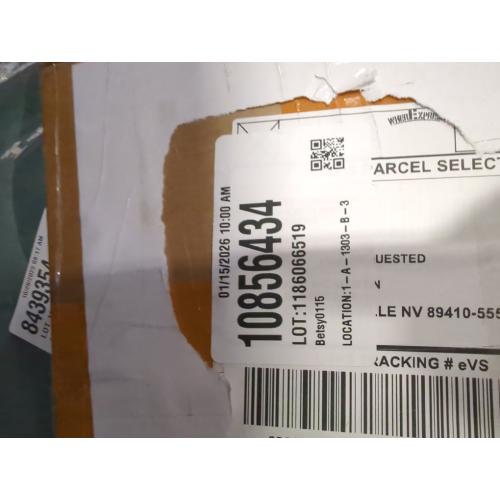 01/15/2026 10:00 AM
10856434
LOT:1186066519
Betsy0115
LOCATION:1-A-1303-B-3
ARCEL SELECT
UESTED
N
LE NV 89410-555
RACKING # eVS
8439354
LOT